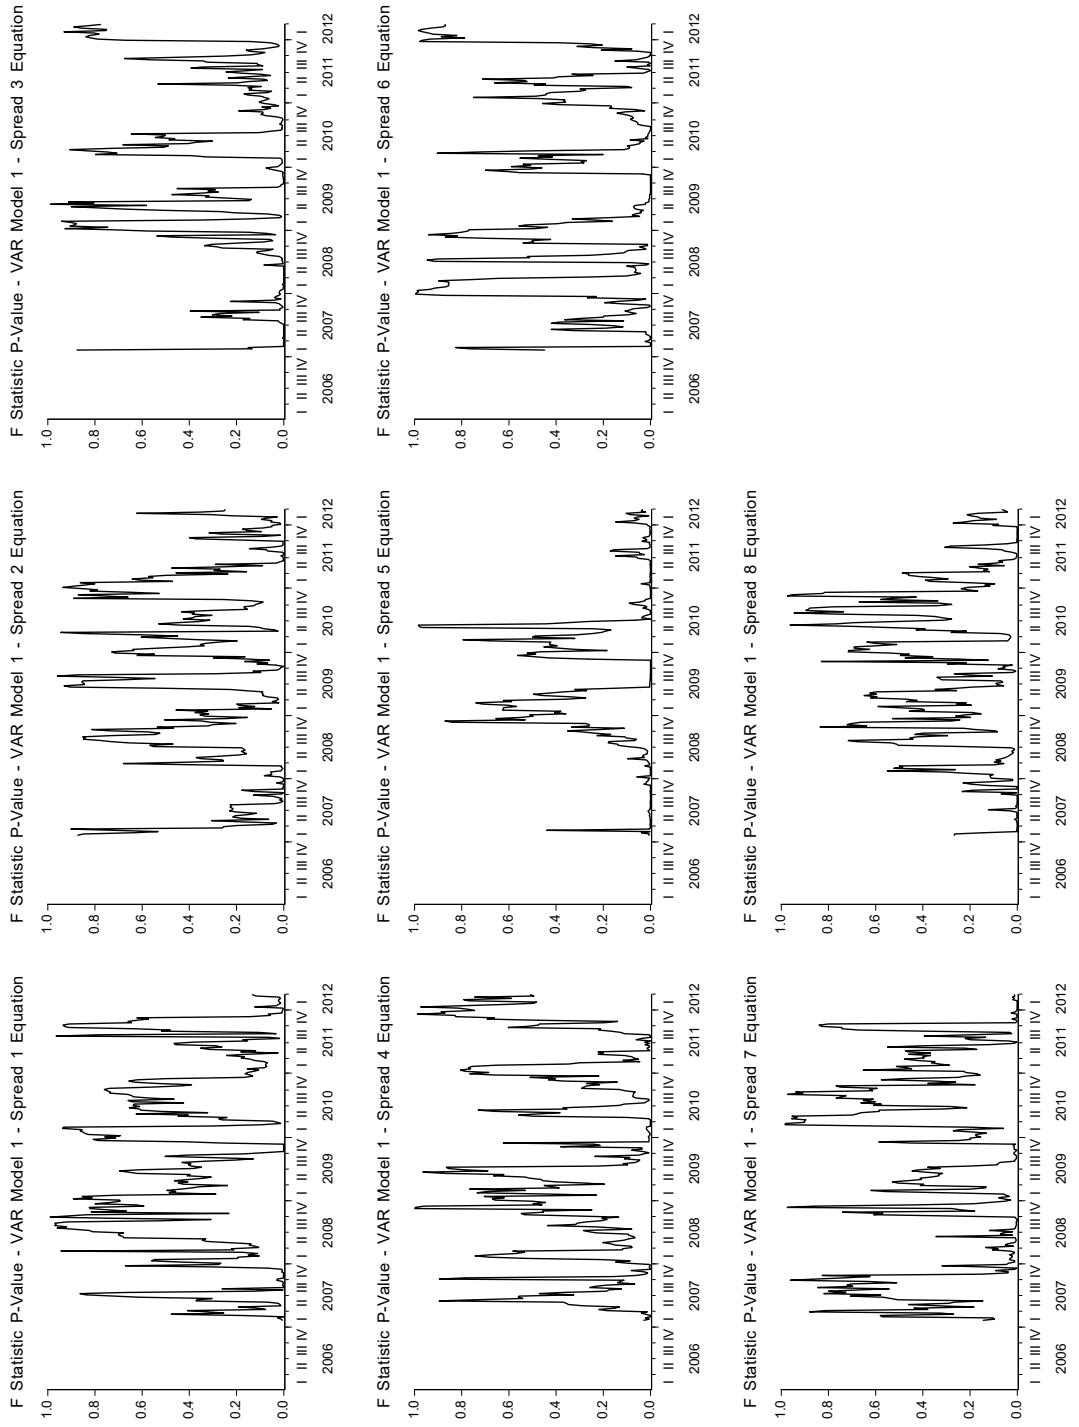 F Statistic P-Value - VAR Model 1 - Spread 1 Equation
1.0
0.8
0.6
0.4
0.2
0.0
I II III IV I II III IV I II III IV I II III IV I II III IV I II III IV I
2006 2007 2008 2009 2010 2011 2012
F Statistic P-Value - VAR Model 1 - Spread 2 Equation
1.0
0.8
0.6
0.4
0.2
0.0
I II III IV I II III IV I II III IV I II III IV I II III IV I II III IV I
2006 2007 2008 2009 2010 2011 2012
F Statistic P-Value - VAR Model 1 - Spread 3 Equation
1.0
0.8
0.6
0.4
0.2
0.0
I II III IV I II III IV I II III IV I II III IV I II III IV I II III IV I
2006 2007 2008 2009 2010 2011 2012
F Statistic P-Value - VAR Model 1 - Spread 4 Equation
1.0
0.8
0.6
0.4
0.2
0.0
I II III IV I II III IV I II III IV I II III IV I II III IV I II III IV I
2006 2007 2008 2009 2010 2011 2012
F Statistic P-Value - VAR Model 1 - Spread 5 Equation
1.0
0.8
0.6
0.4
0.2
0.0
I II III IV I II III IV I II III IV I II III IV I II III IV I II III IV I
2006 2007 2008 2009 2010 2011 2012
F Statistic P-Value - VAR Model 1 - Spread 6 Equation
1.0
0.8
0.6
0.4
0.2
0.0
I II III IV I II III IV I II III IV I II III IV I II III IV I II III IV I
2006 2007 2008 2009 2010 2011 2012
F Statistic P-Value - VAR Model 1 - Spread 7 Equation
1.0
0.8
0.6
0.4
0.2
0.0
I II III IV I II III IV I II III IV I II III IV I II III IV I II III IV I
2006 2007 2008 2009 2010 2011 2012
F Statistic P-Value - VAR Model 1 - Spread 8 Equation
1.0
0.8
0.6
0.4
0.2
0.0
I II III IV I II III IV I II III IV I II III IV I II III IV I II III IV I
2006 2007 2008 2009 2010 2011 2012